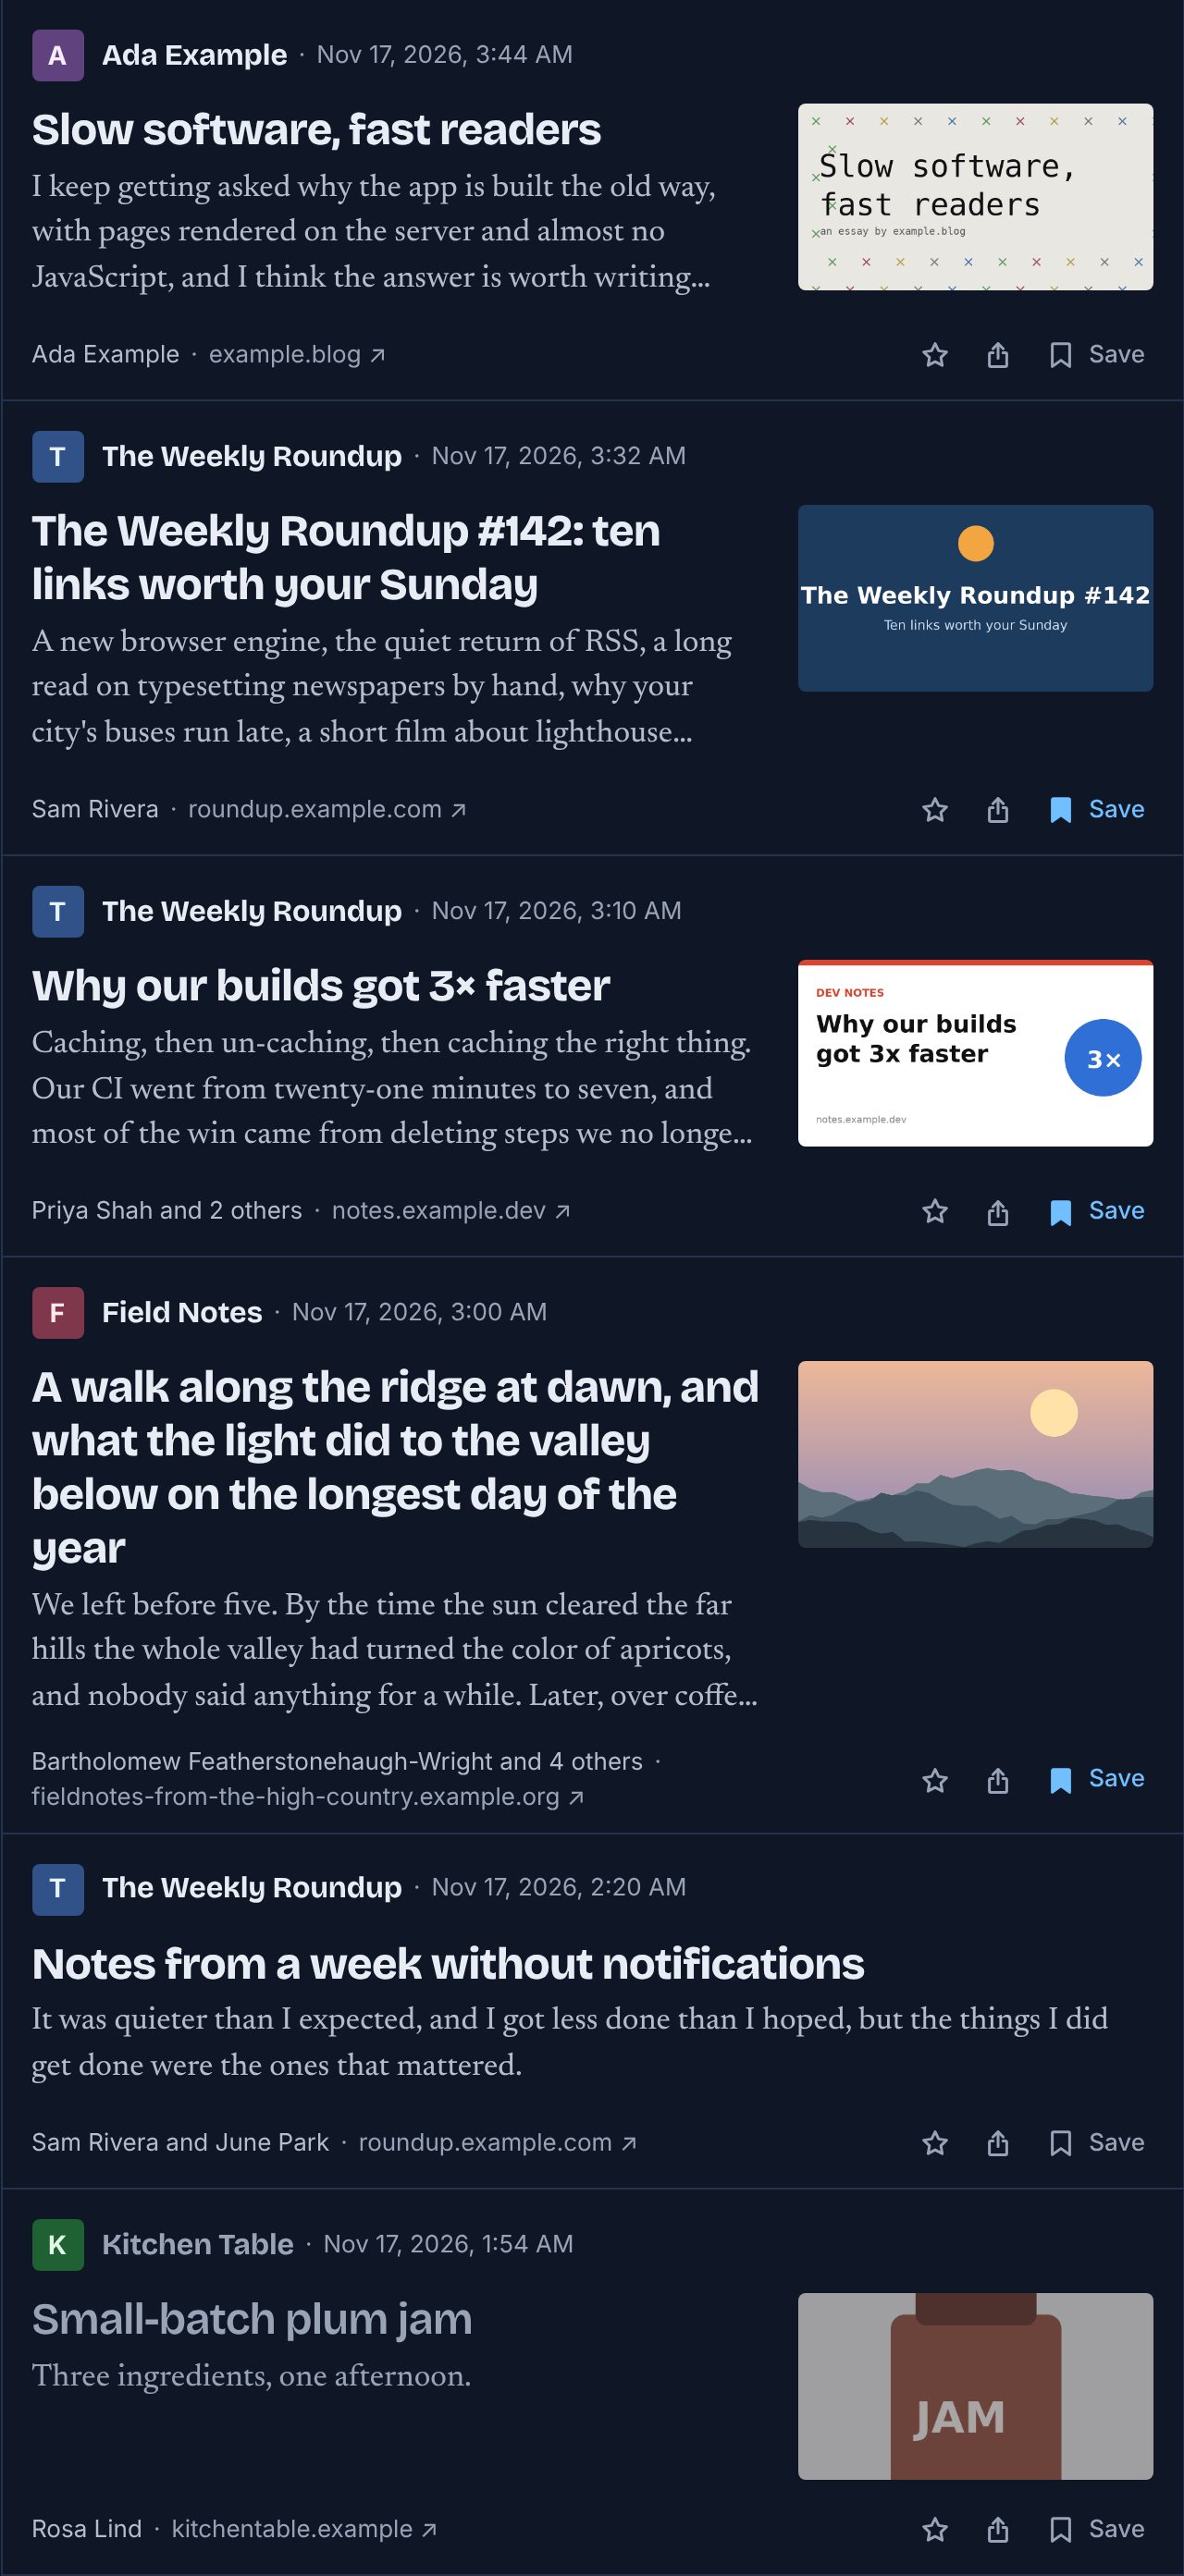 A Ada Example · Nov 17, 2026, 3:44 AM
Slow software, fast readers
I keep getting asked why the app is built the old way,
with pages rendered on the server and almost no
JavaScript, and I think the answer is worth writing...
Slow software,
fast readers
an essay by example.blog
Ada Example · example.blog ↗
Save
T The Weekly Roundup · Nov 17, 2026, 3:32 AM
The Weekly Roundup #142: ten
links worth your Sunday
A new browser engine, the quiet return of RSS, a long
read on typesetting newspapers by hand, why your
city's buses run late, a short film about lighthouse...
The Weekly Roundup #142
Ten links worth your Sunday
Sam Rivera · roundup.example.com ↗
Save
T The Weekly Roundup · Nov 17, 2026, 3:10 AM
Why our builds got 3× faster
Caching, then un-caching, then caching the right thing.
Our CI went from twenty-one minutes to seven, and
most of the win came from deleting steps we no longe...
DEV NOTES
Why our builds
got 3x faster
3×
notes.example.dev
Priya Shah and 2 others · notes.example.dev ↗
Save
F Field Notes · Nov 17, 2026, 3:00 AM
A walk along the ridge at dawn, and
what the light did to the valley
below on the longest day of the
year
We left before five. By the time the sun cleared the far
hills the whole valley had turned the color of apricots,
and nobody said anything for a while. Later, over coffe...
Bartholomew Featherstonehaugh-Wright and 4 others ·
fieldnotes-from-the-high-country.example.org ↗
Save
T The Weekly Roundup · Nov 17, 2026, 2:20 AM
Notes from a week without notifications
It was quieter than I expected, and I got less done than I hoped, but the things I did
get done were the ones that mattered.
Sam Rivera and June Park · roundup.example.com ↗
Save
K Kitchen Table · Nov 17, 2026, 1:54 AM
Small-batch plum jam
Three ingredients, one afternoon.
JAM
Rosa Lind · kitchentable.example ↗
Save